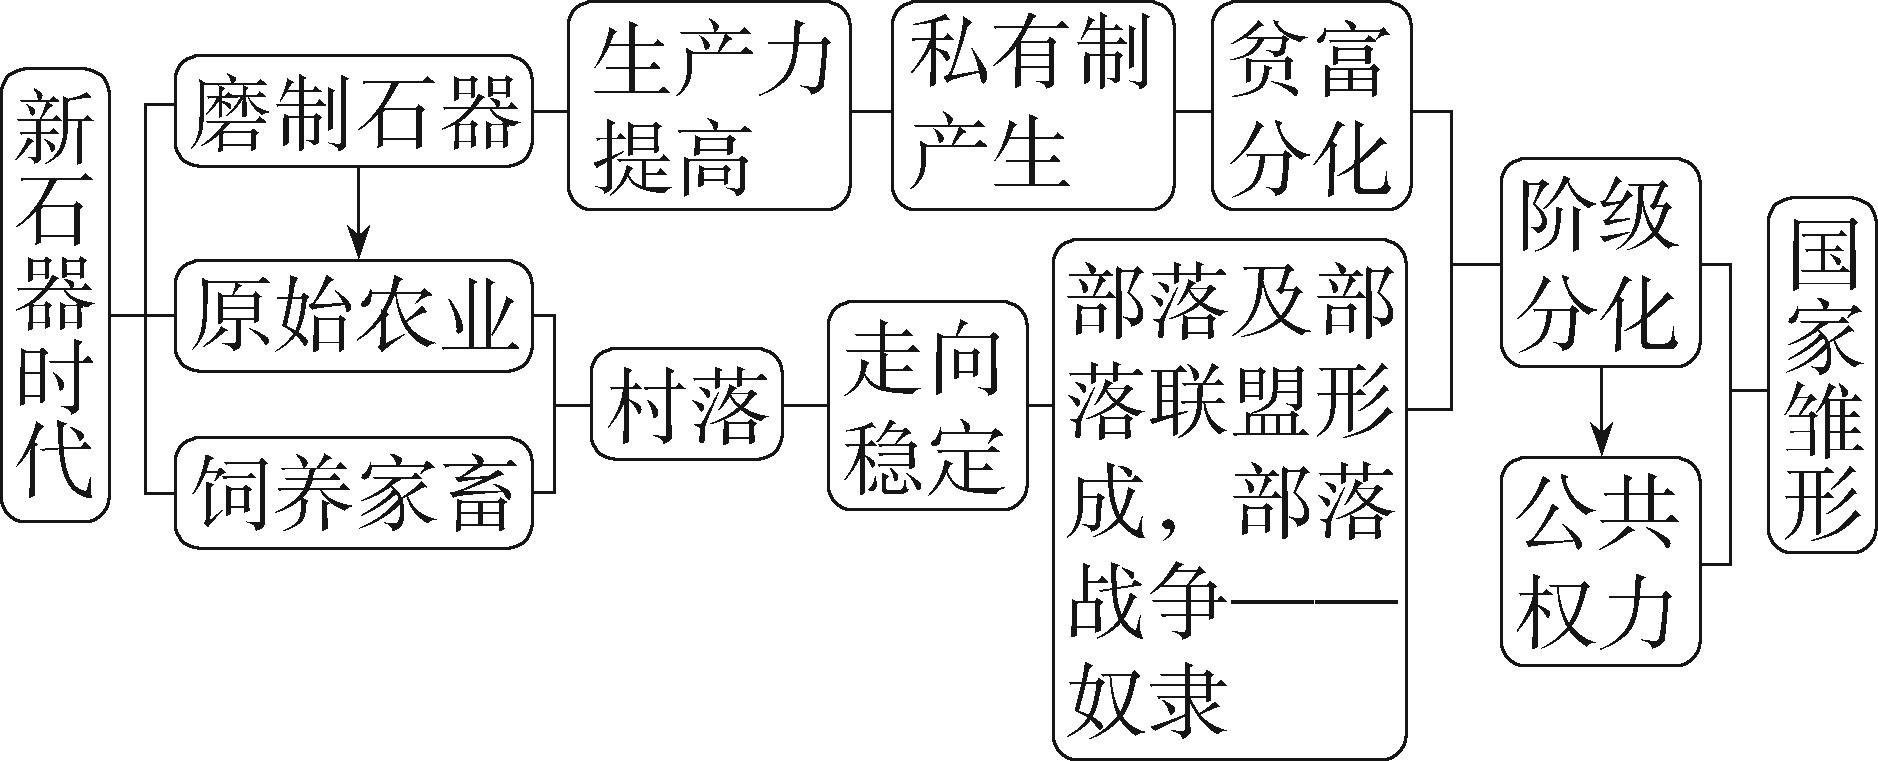 新石器时代
磨制石器
原始农业
饲养家畜
生产力
提高
私有制
产生
贫富
分化
村落
走向
稳定
部落及部
落联盟形
成，部落
战争——
奴隶
阶级
分化
公共
权力
国家雏形